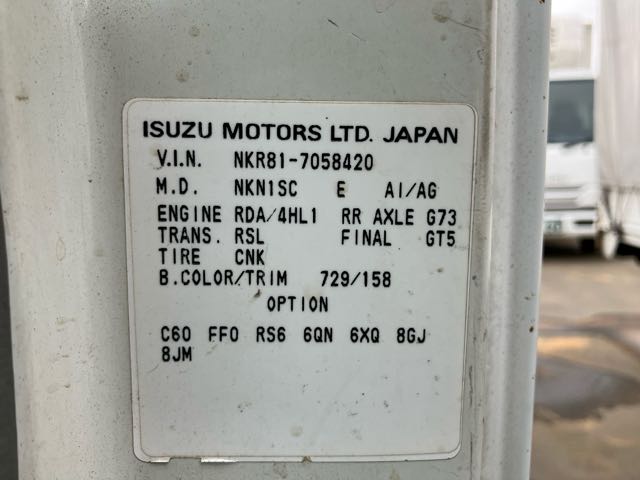 ISUZU MOTORS LTD. JAPAN
V.I.N. NKR81-7058420
M.D. NKN1SC E AI/AG
ENGINE RDA/4HL1 RR AXLE G73
TRANS. RSL FINAL GT5
TIRE CNK
B.COLOR/TRIM 729/158
OPTION
C60 FF0 RS6 6QN 6XQ 8GJ
8JM